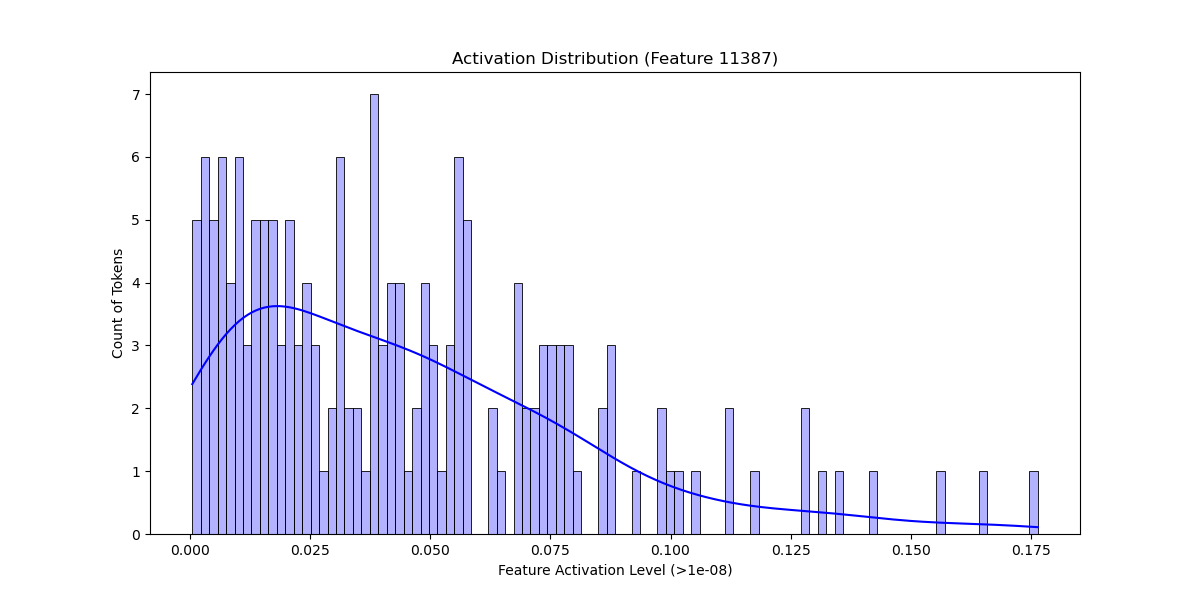 Activation Distribution (Feature 11387)
Count of Tokens
7
6
5
4
3
2
1
0
0.000 0.025 0.050 0.075 0.100 0.125 0.150 0.175
Feature Activation Level (>1e-08)